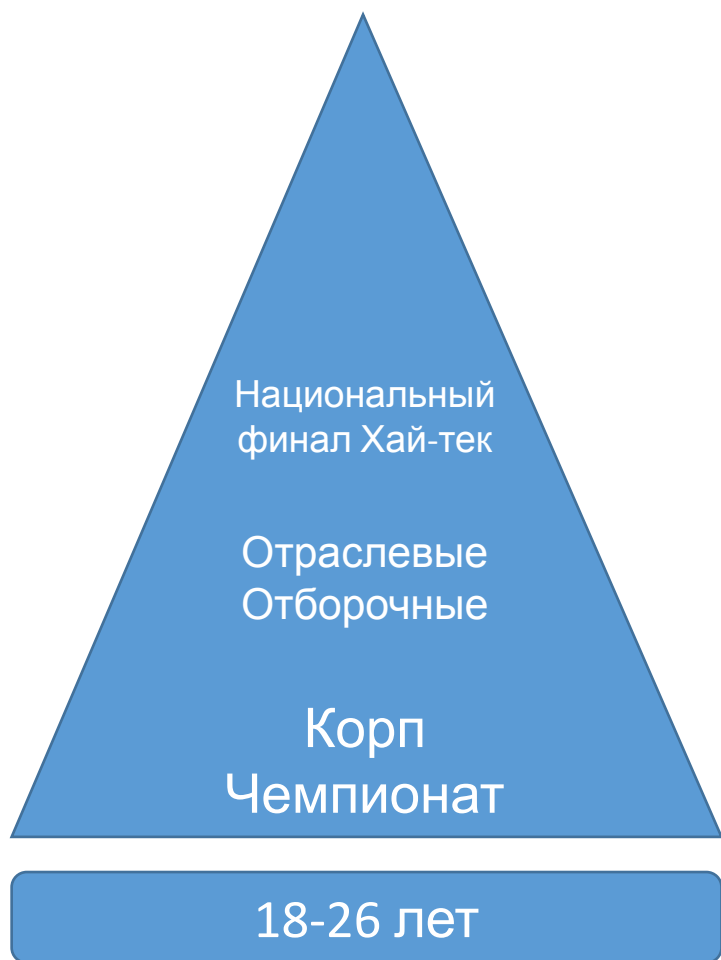 Национальный
финал Хай-тек
Отраслевые
Отборочные
Корп
Чемпионат
18-26 лет